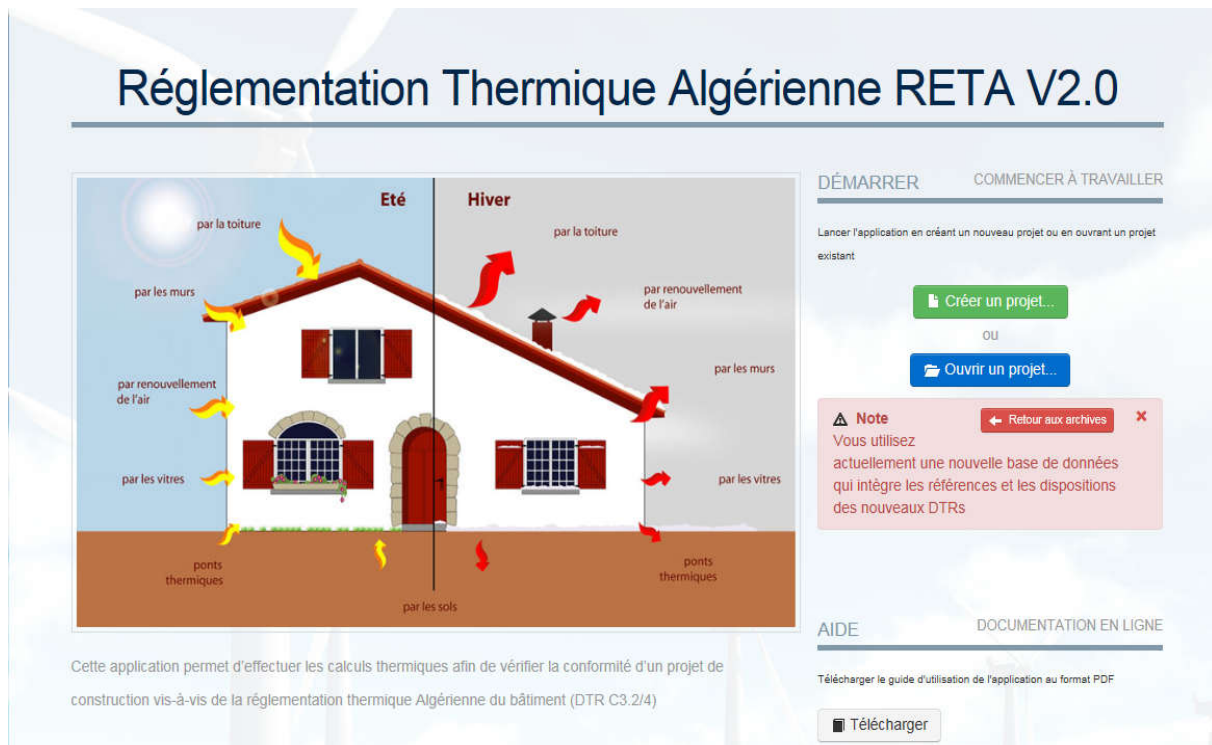 Réglementation Thermique Algérienne RETA V2.0
Eté
Hiver
par la toiture
par les murs
par renouvellement
de l'air
par les vitres
ponts
thermiques
par la toiture
par renouvellement
de l'air
par les murs
par les vitres
ponts
thermiques
par les sols
Cette application permet d'effectuer les calculs thermiques afin de vérifier la conformité d'un projet de
construction vis-à-vis de la réglementation thermique Algérienne du bâtiment (DTR C3.2/4)
DÉMARRER
COMMENCER À TRAVAILLER
Lancer l'application en créant un nouveau projet ou en ouvrant un projet
existant
Créer un projet...
ou
Ouvrir un projet...
Note
Retour aux archives
×
Vous utilisez
actuellement une nouvelle base de données
qui intègre les références et les dispositions
des nouveaux DTRs
AIDE
DOCUMENTATION EN LIGNE
Télécharger le guide d'utilisation de l'application au format PDF
Télécharger